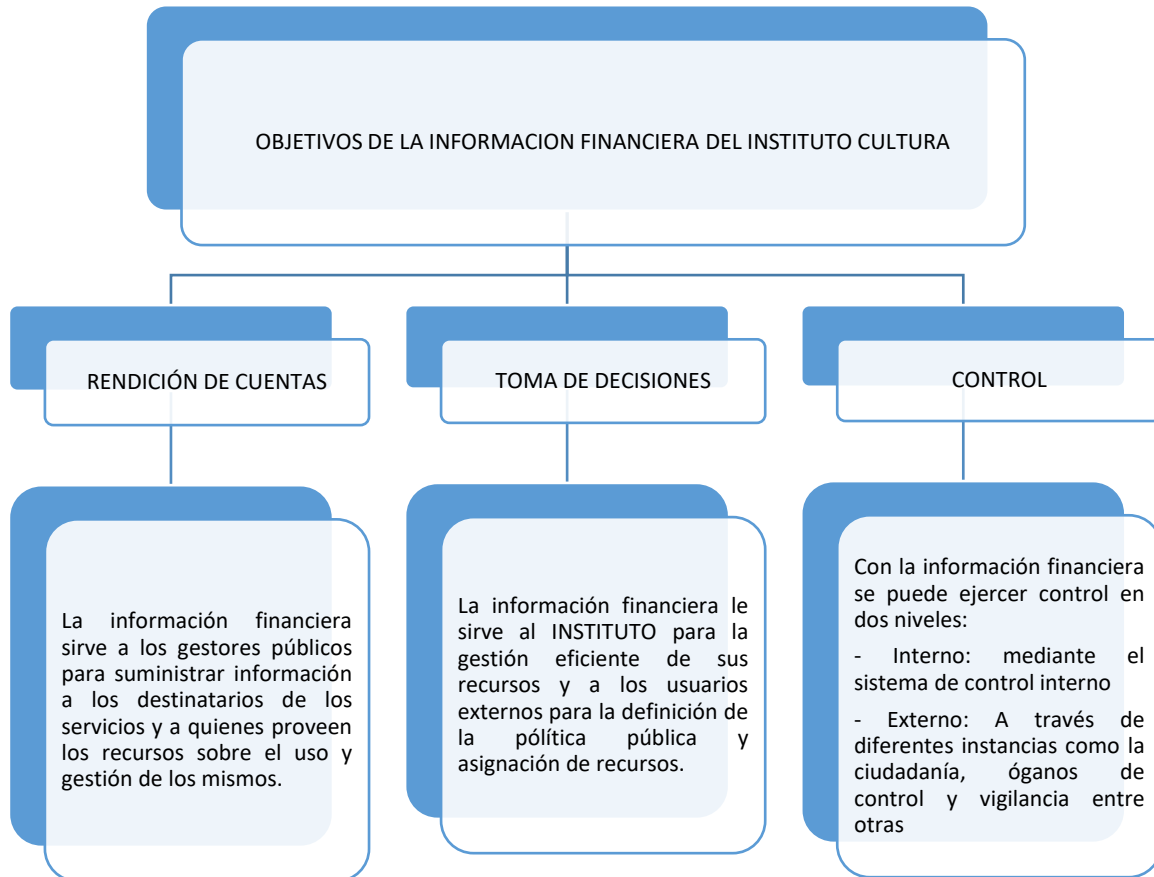 OBJETIVOS DE LA INFORMACION FINANCIERA DEL INSTITUTO CULTURA
RENDICIÓN DE CUENTAS
La información financiera
sirve a los gestores públicos
para suministrar información
a los destinatarios de los
servicios y a quienes proveen
los recursos sobre el uso y
gestión de los mismos.
TOMA DE DECISIONES
La información financiera le
sirve al INSTITUTO para la
gestión eficiente de sus
recursos y a los usuarios
externos para la definición de
la pólítica pública y
asignación de recursos.
CONTROL
Con la información financiera
se puede ejercer control en
dos niveles:
- Interno: mediante el
sistema de control interno
- Externo: A través de
diferentes instancias como la
ciudadanía, óganos de
control y vigilancia entre
otras